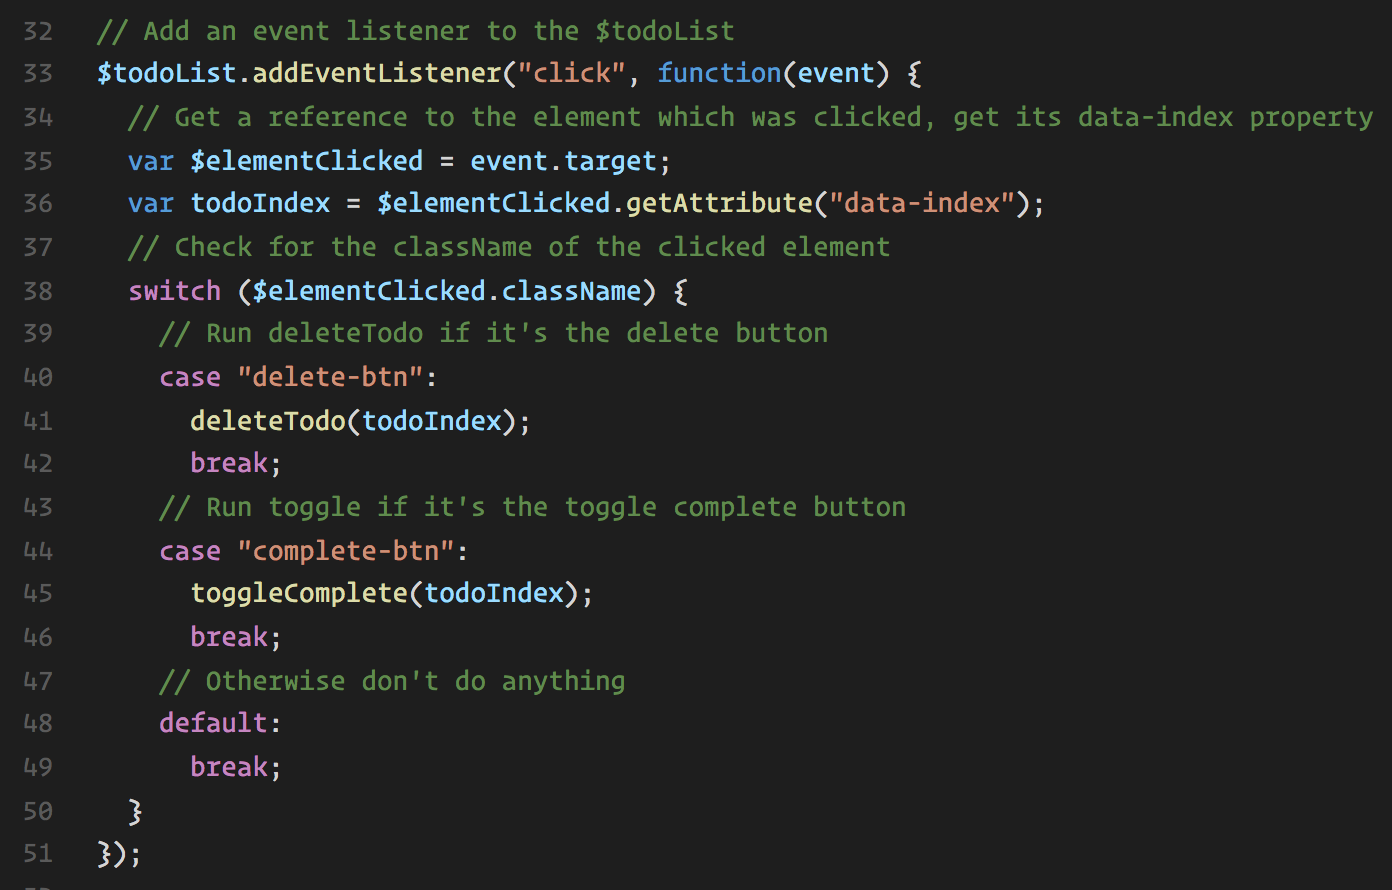 32 // Add an event listener to the $todoList
33 $todoList.addEventListener("click", function(event) {
34   // Get a reference to the element which was clicked, get its data-index property
35   var $elementClicked = event.target;
36   var todoIndex = $elementClicked.getAttribute("data-index");
37   // Check for the className of the clicked element
38   switch ($elementClicked.className) {
39     // Run deleteTodo if it's the delete button
40     case "delete-btn":
41       deleteTodo(todoIndex);
42       break;
43     // Run toggle if it's the toggle complete button
44     case "complete-btn":
45       toggleComplete(todoIndex);
46       break;
47     // Otherwise don't do anything
48     default:
49       break;
50   }
51 });